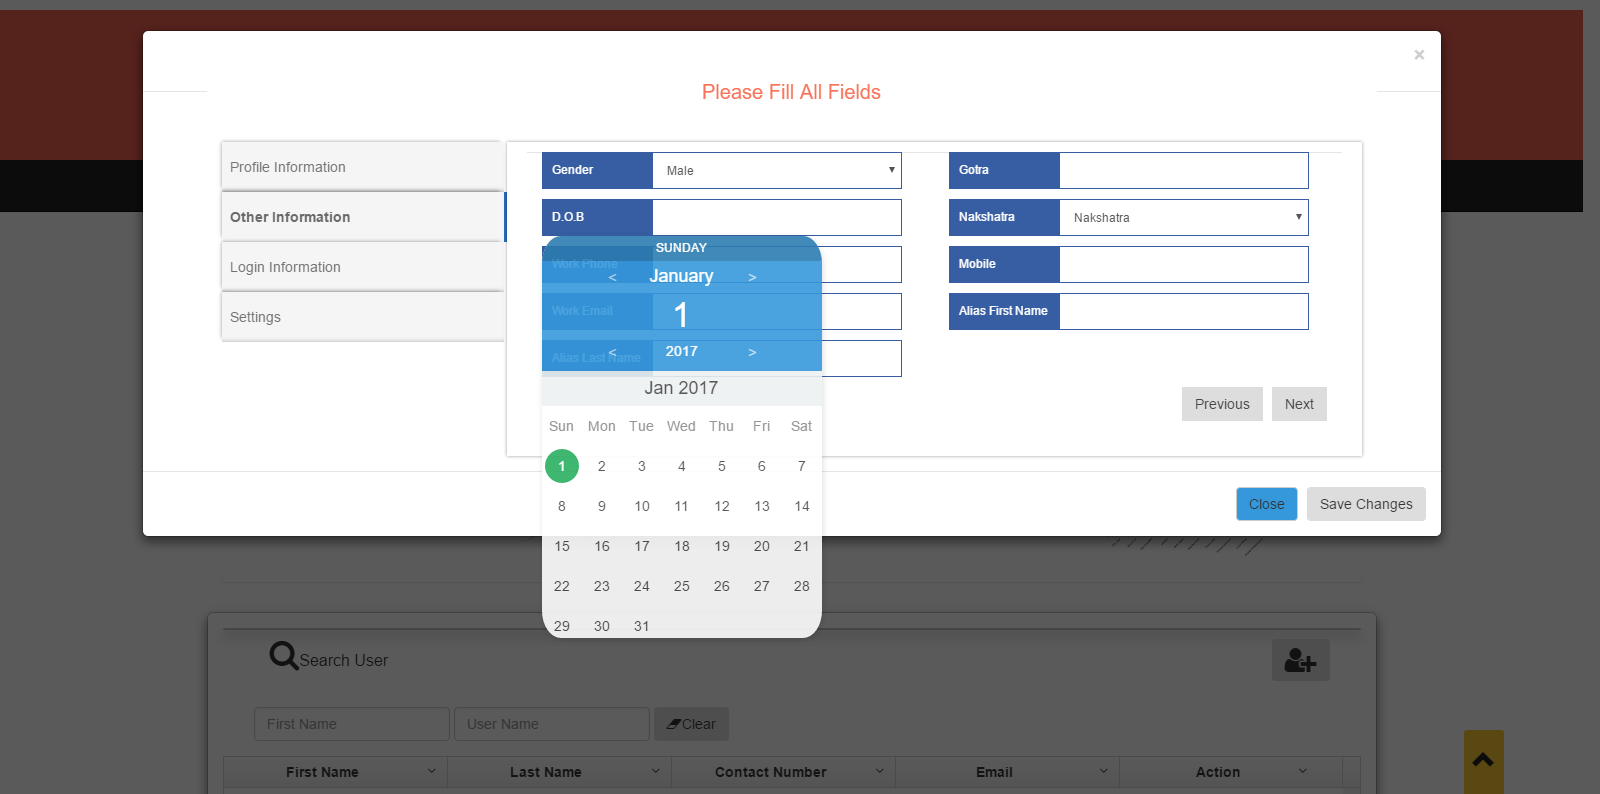 ×
Please Fill All Fields
Profile Information
Other Information
Login Information
Settings
Gender Male
Gotra
D.O.B
Nakshatra Nakshatra
Work Phone
Mobile
Work Email
Alias First Name
Alias Last Name
SUNDAY
< January >
1
< 2017 >
Jan 2017
Sun Mon Tue Wed Thu Fri Sat
1 2 3 4 5 6 7
8 9 10 11 12 13 14
15 16 17 18 19 20 21
22 23 24 25 26 27 28
29 30 31
Previous Next
Close Save Changes
Search User
First Name User Name Clear
First Name Last Name Contact Number Email Action